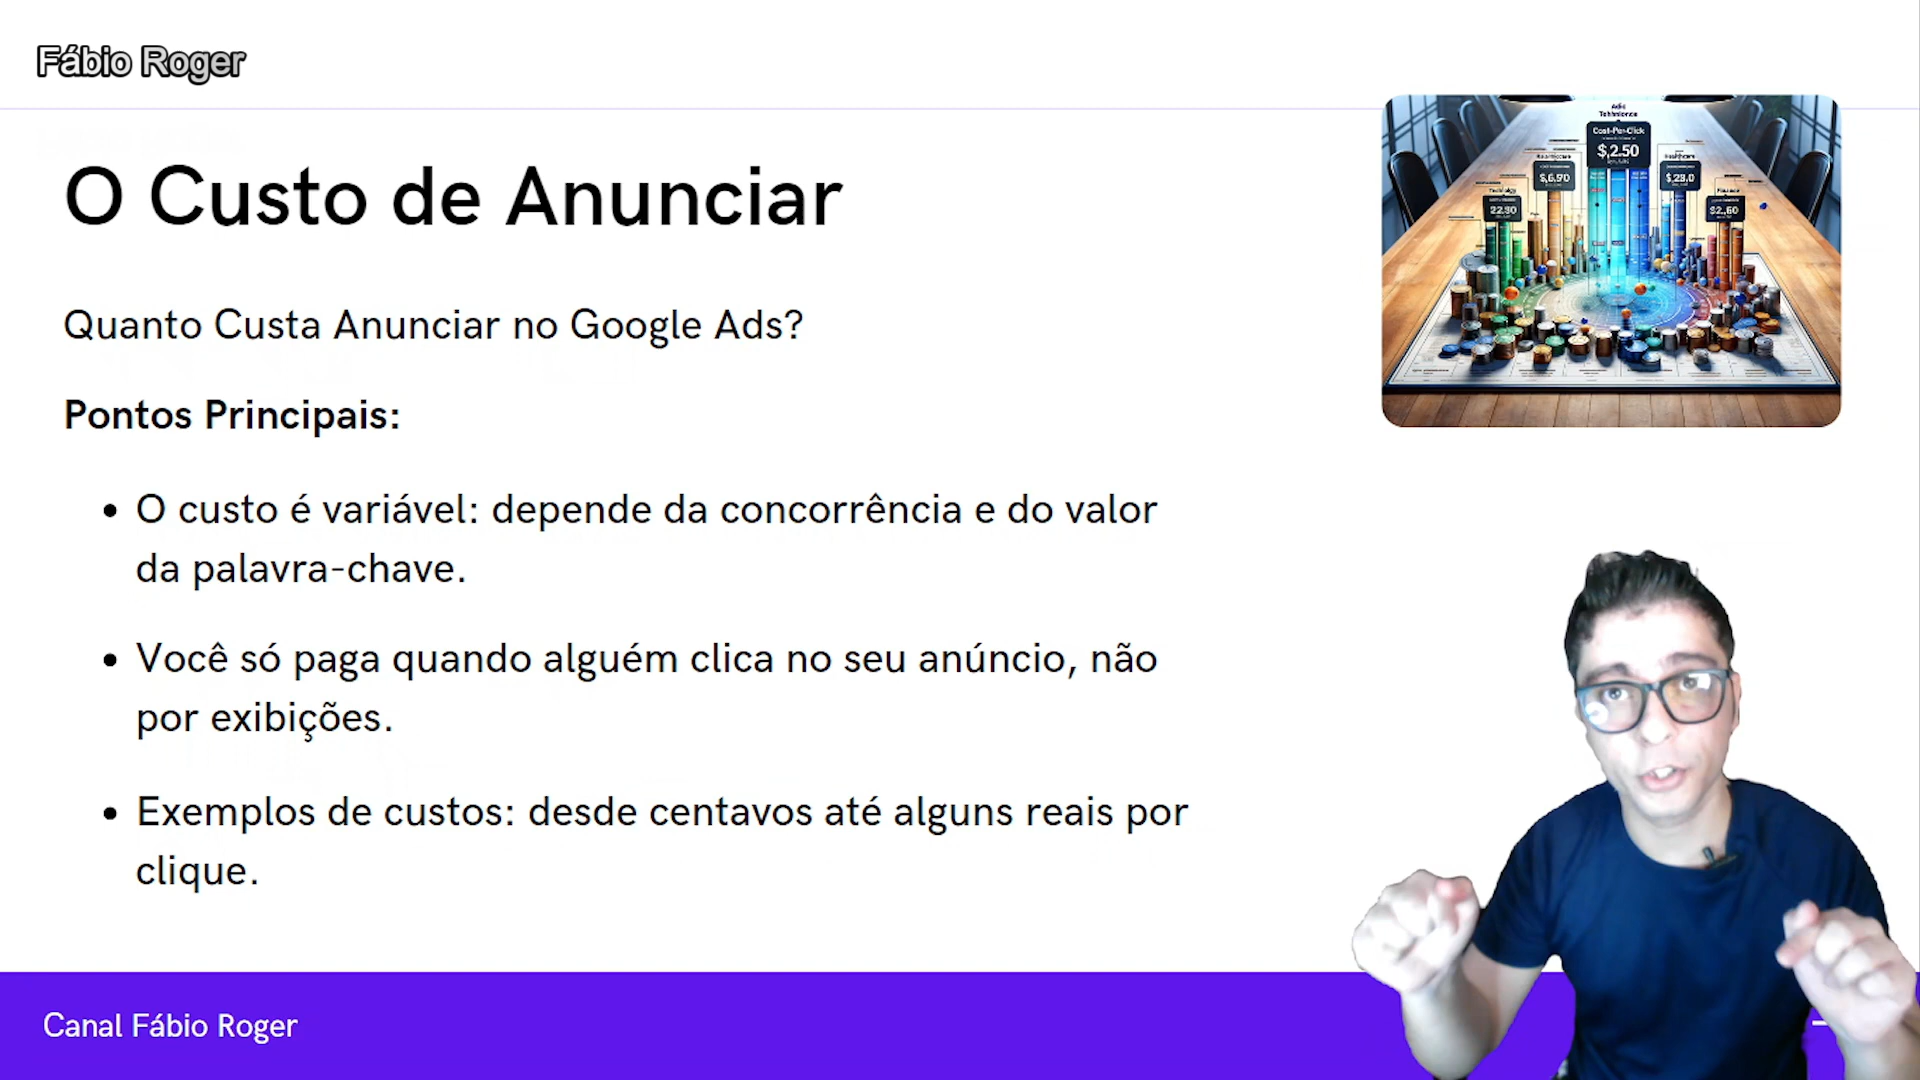 Fábio Roger
O Custo de Anunciar
Cost-Per-Click
$2.50
$6.90
$28.0
22.90
$2.60
Quanto Custa Anunciar no Google Ads?
Pontos Principais:
• O custo é variável: depende da concorrência e do valor
da palavra-chave.
• Você só paga quando alguém clica no seu anúncio, não
por exibições.
• Exemplos de custos: desde centavos até alguns reais por
clique.
Canal Fábio Roger